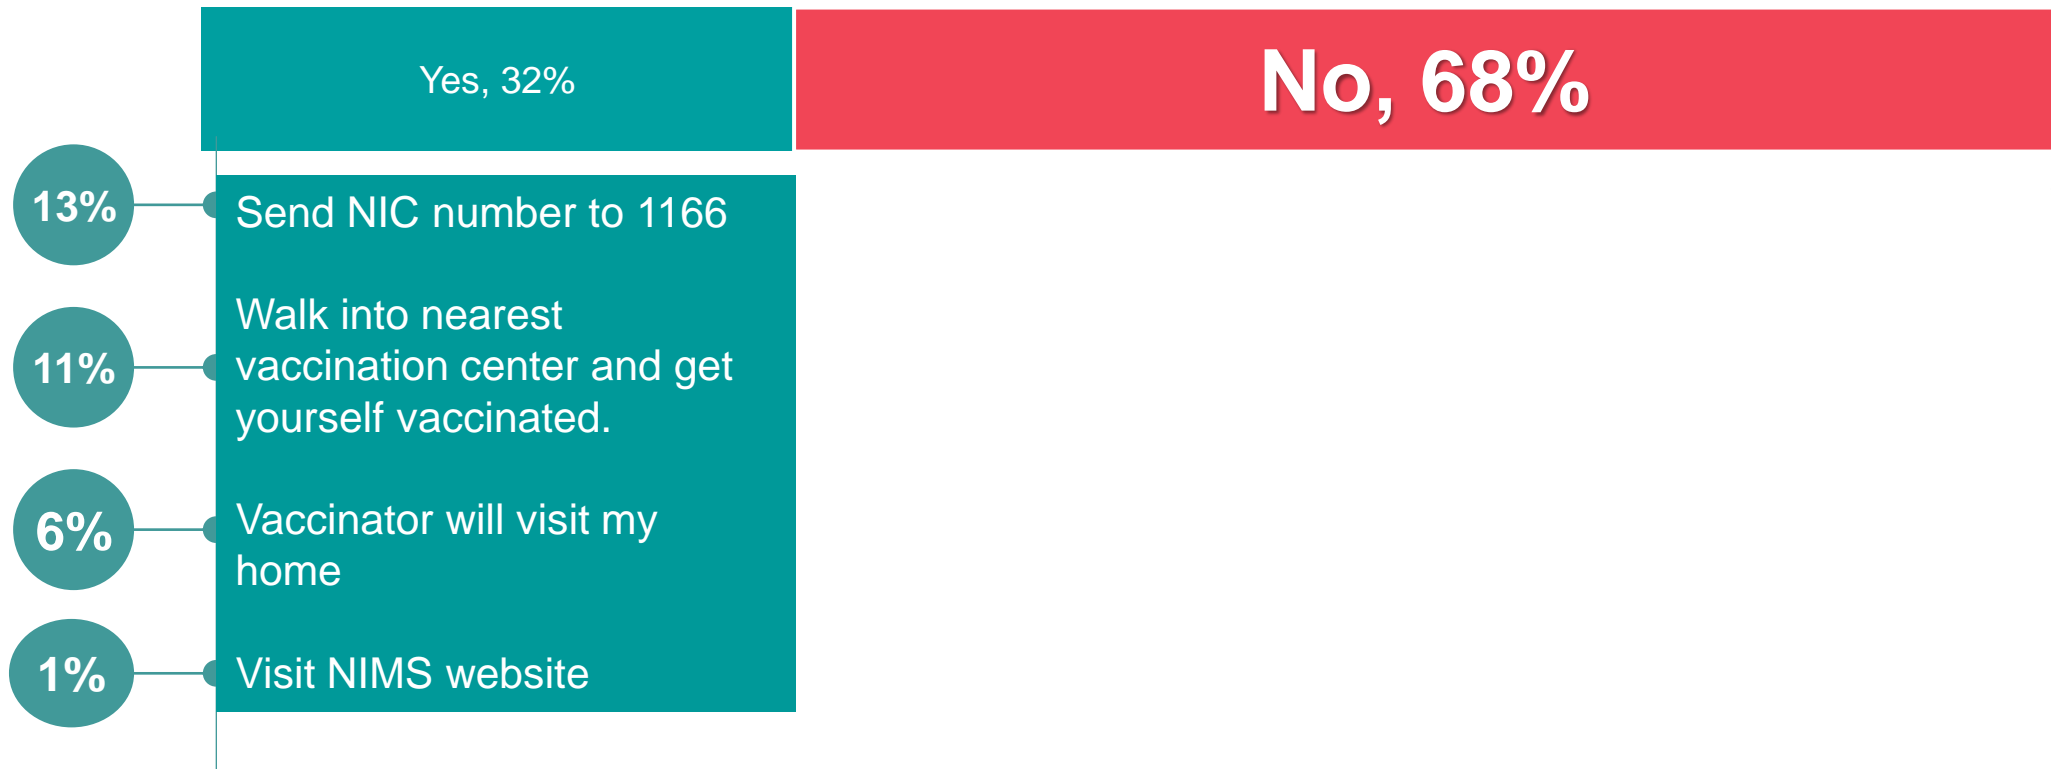 Yes, 32%
No, 68%
13%
Send NIC number to 1166
11%
Walk into nearest
vaccination center and get
yourself vaccinated.
6%
Vaccinator will visit my
home
1%
Visit NIMS website